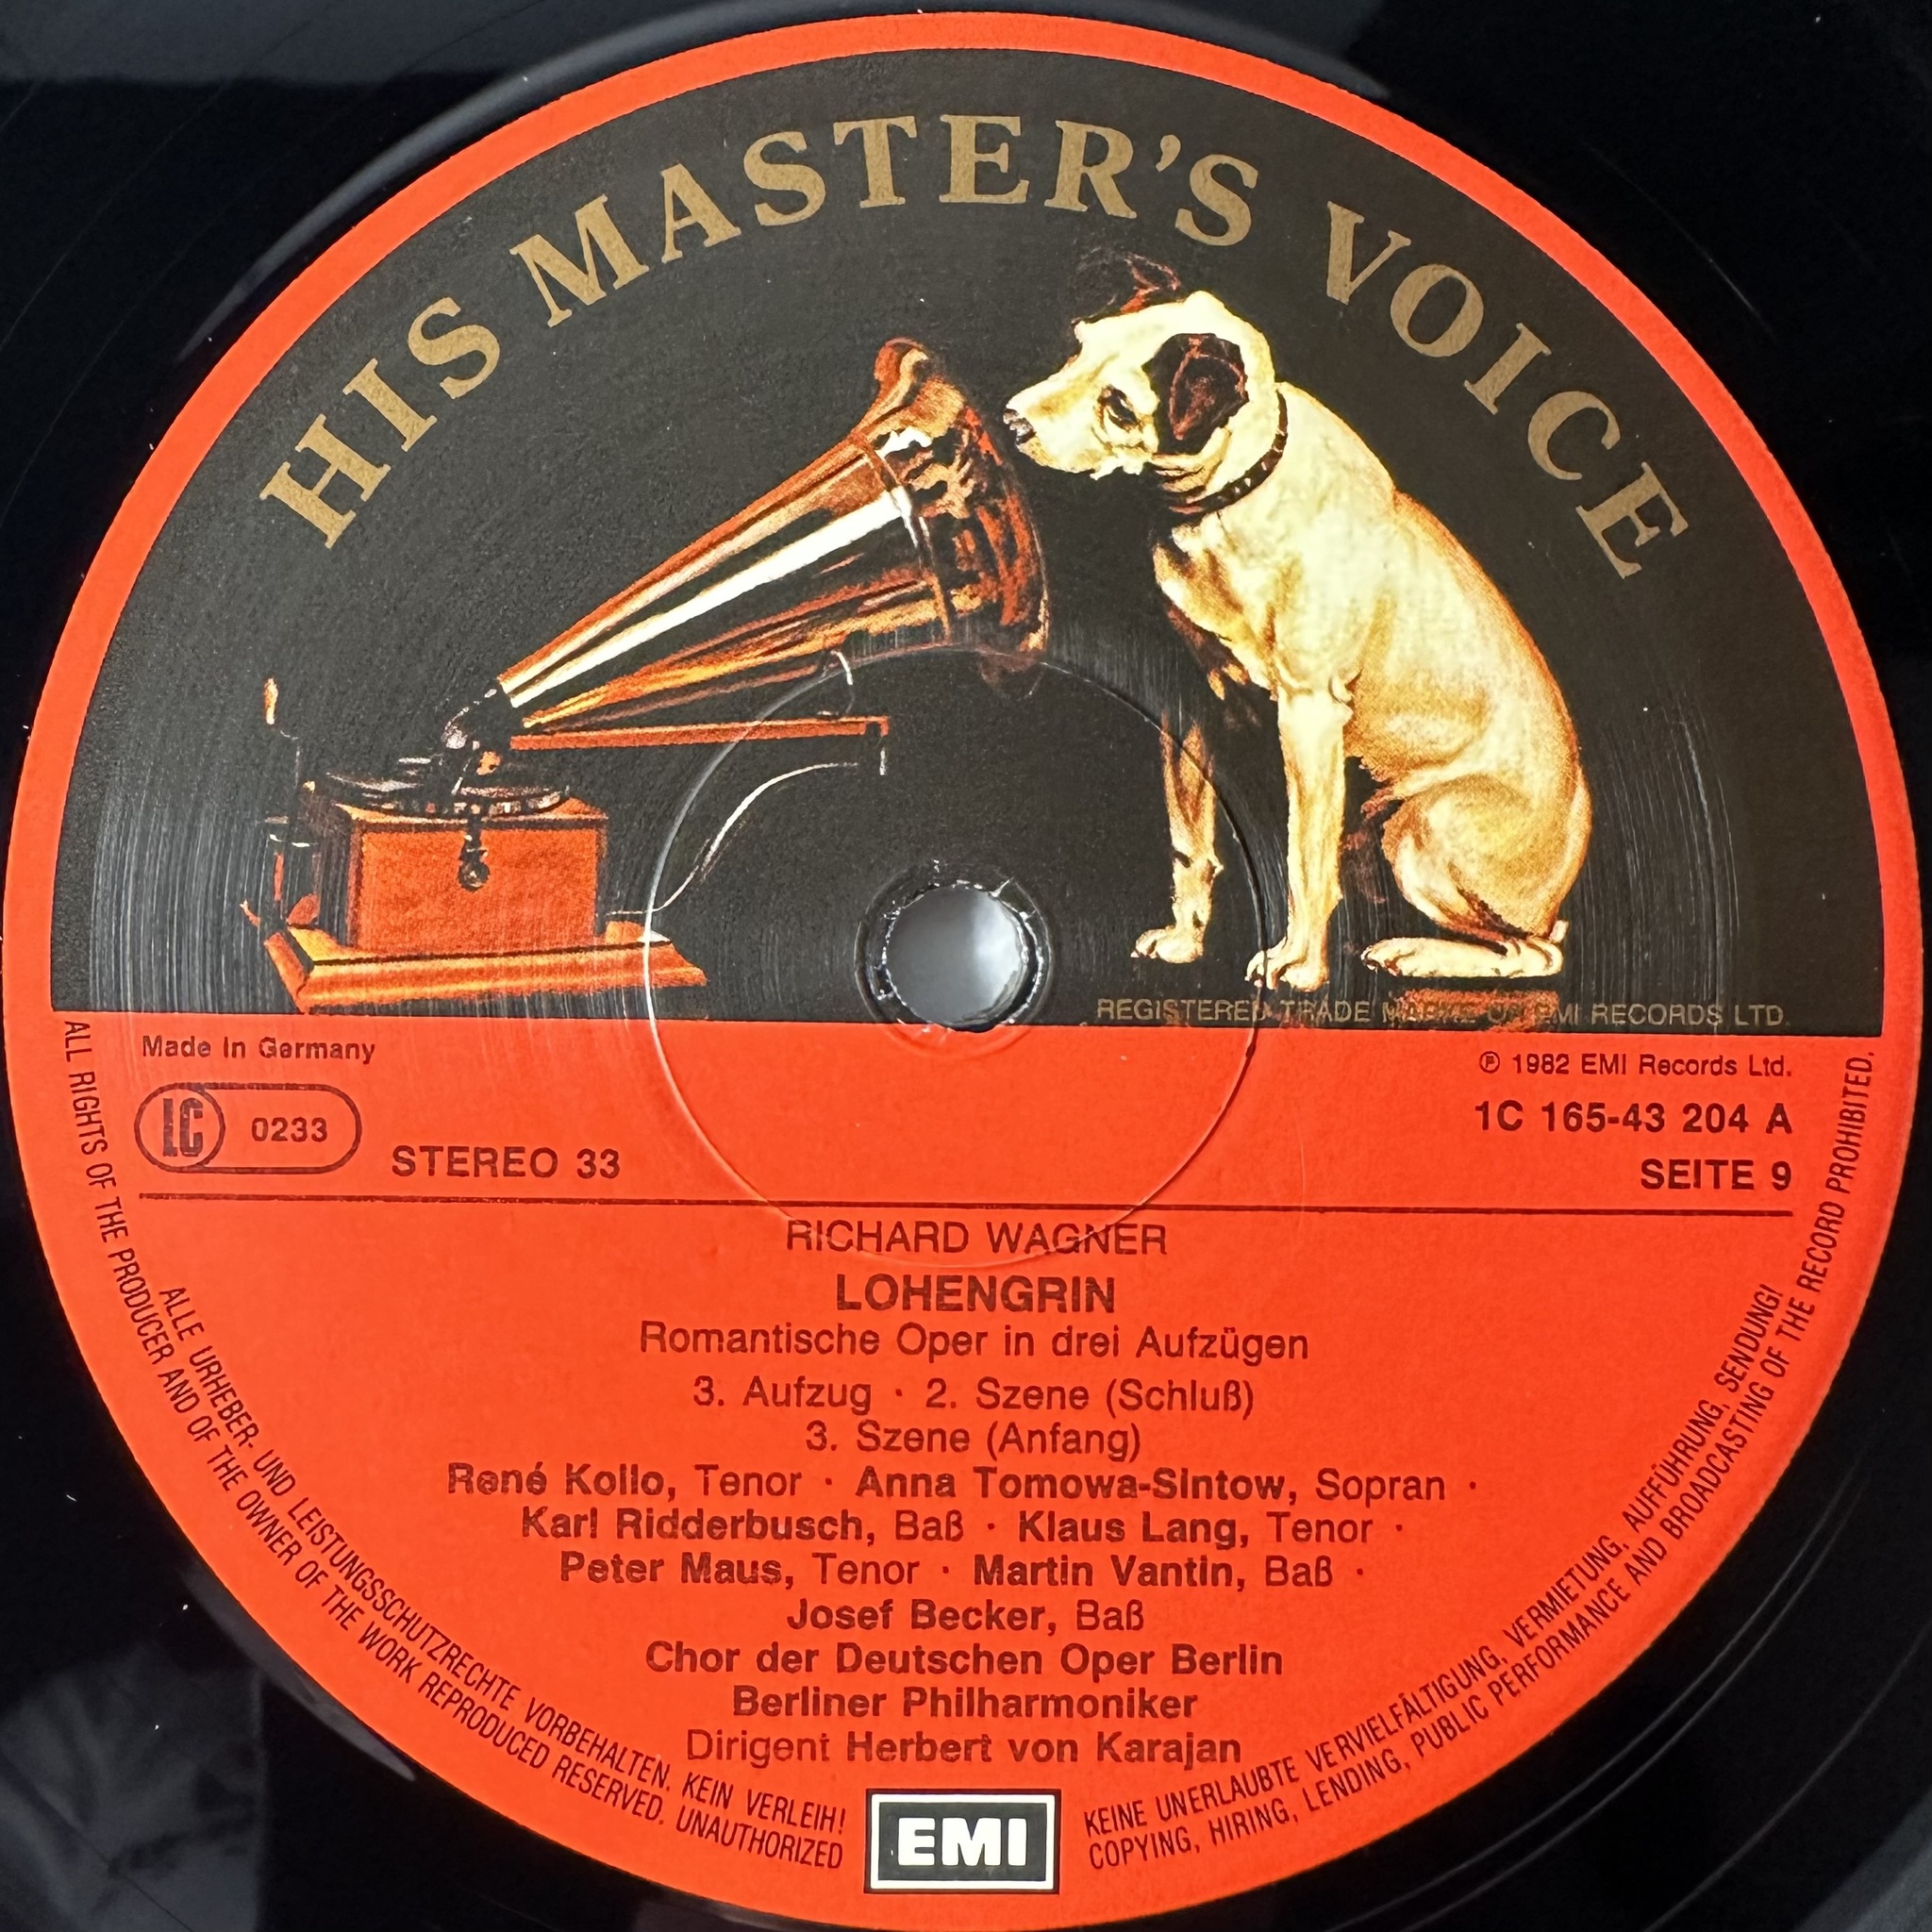 HIS MASTER'S VOICE
REGISTERED TRADE MARKS OF EMI RECORDS LTD.
Made In Germany
LC 0233
STEREO 33
℗ 1982 EMI Records Ltd.
1C 165-43 204 A
SEITE 9
RICHARD WAGNER
LOHENGRIN
Romantische Oper in drei Aufzügen
3. Aufzug · 2. Szene (Schluß)
3. Szene (Anfang)
René Kollo, Tenor · Anna Tomowa-Sintow, Sopran ·
Karl Ridderbusch, Baß · Klaus Lang, Tenor ·
Peter Maus, Tenor · Martin Vantin, Baß ·
Josef Becker, Baß
Chor der Deutschen Oper Berlin
Berliner Philharmoniker
Dirigent Herbert von Karajan
EMI
ALLE URHEBER- UND LEISTUNGSSCHUTZRECHTE VORBEHALTEN. KEIN VERLEIH!
KEINE UNERLAUBTE VERVIELFÄLTIGUNG, VERMIETUNG, AUFFÜHRUNG, SENDUNG!
ALL RIGHTS OF THE PRODUCER AND OF THE OWNER OF THE WORK REPRODUCED RESERVED. UNAUTHORIZED
COPYING, HIRING, LENDING, PUBLIC PERFORMANCE AND BROADCASTING OF THE RECORD PROHIBITED.